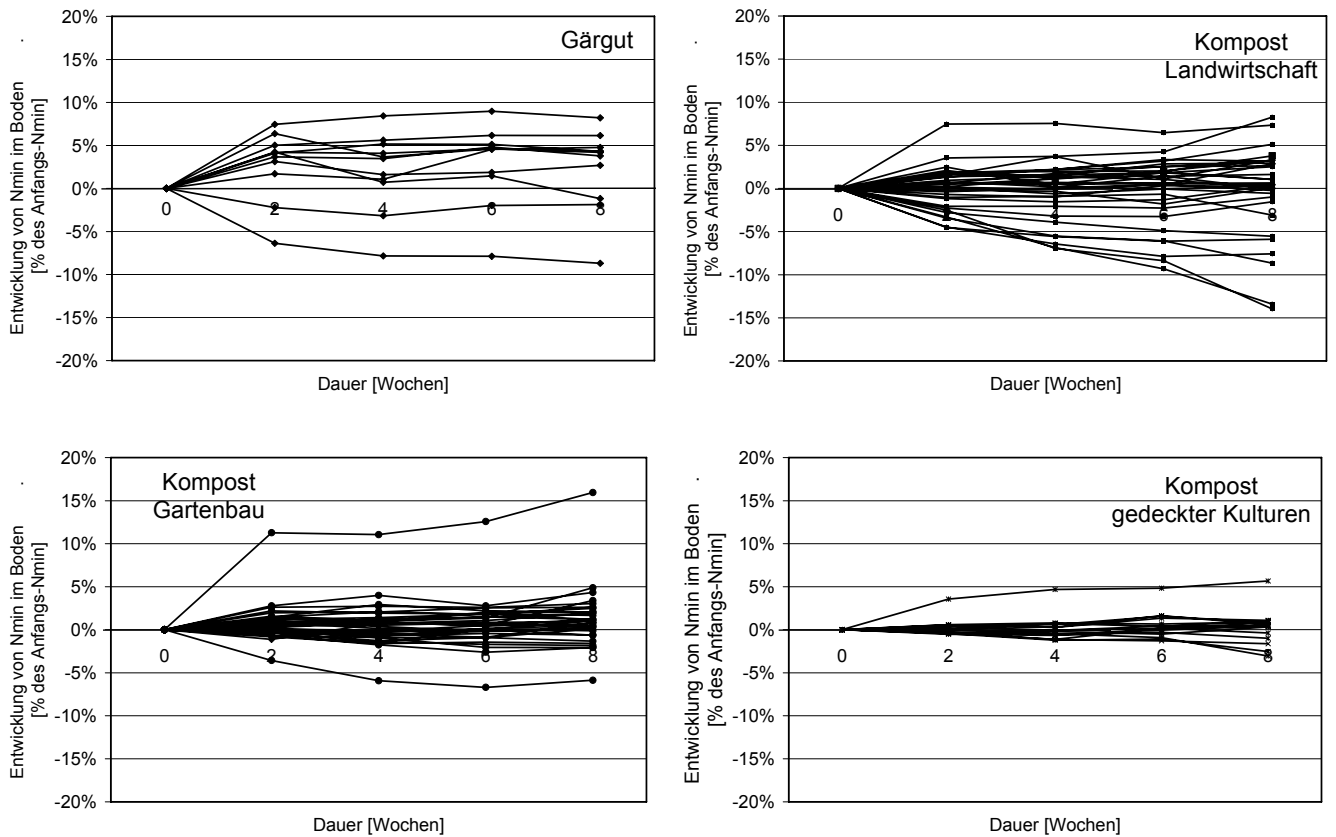 20%
15%
10%
5%
0%
-5%
-10%
-15%
-20%
Entwicklung von Nmin im Boden
[% des Anfangs-Nmin]
Gärgut
0 2 4 6 8
Dauer [Wochen]
20%
15%
10%
5%
0%
-5%
-10%
-15%
-20%
Entwicklung von Nmin im Boden
[% des Anfangs-Nmin]
Kompost
Landwirtschaft
0 2 4 6 8
Dauer [Wochen]
20%
15%
10%
5%
0%
-5%
-10%
-15%
-20%
Entwicklung von Nmin im Boden
[% des Anfangs-Nmin]
Kompost
Gartenbau
0 2 4 6 8
Dauer [Wochen]
20%
15%
10%
5%
0%
-5%
-10%
-15%
-20%
Entwicklung von Nmin im Boden
[% des Anfangs-Nmin]
Kompost
gedeckter Kulturen
0 2 4 6 8
Dauer [Wochen]